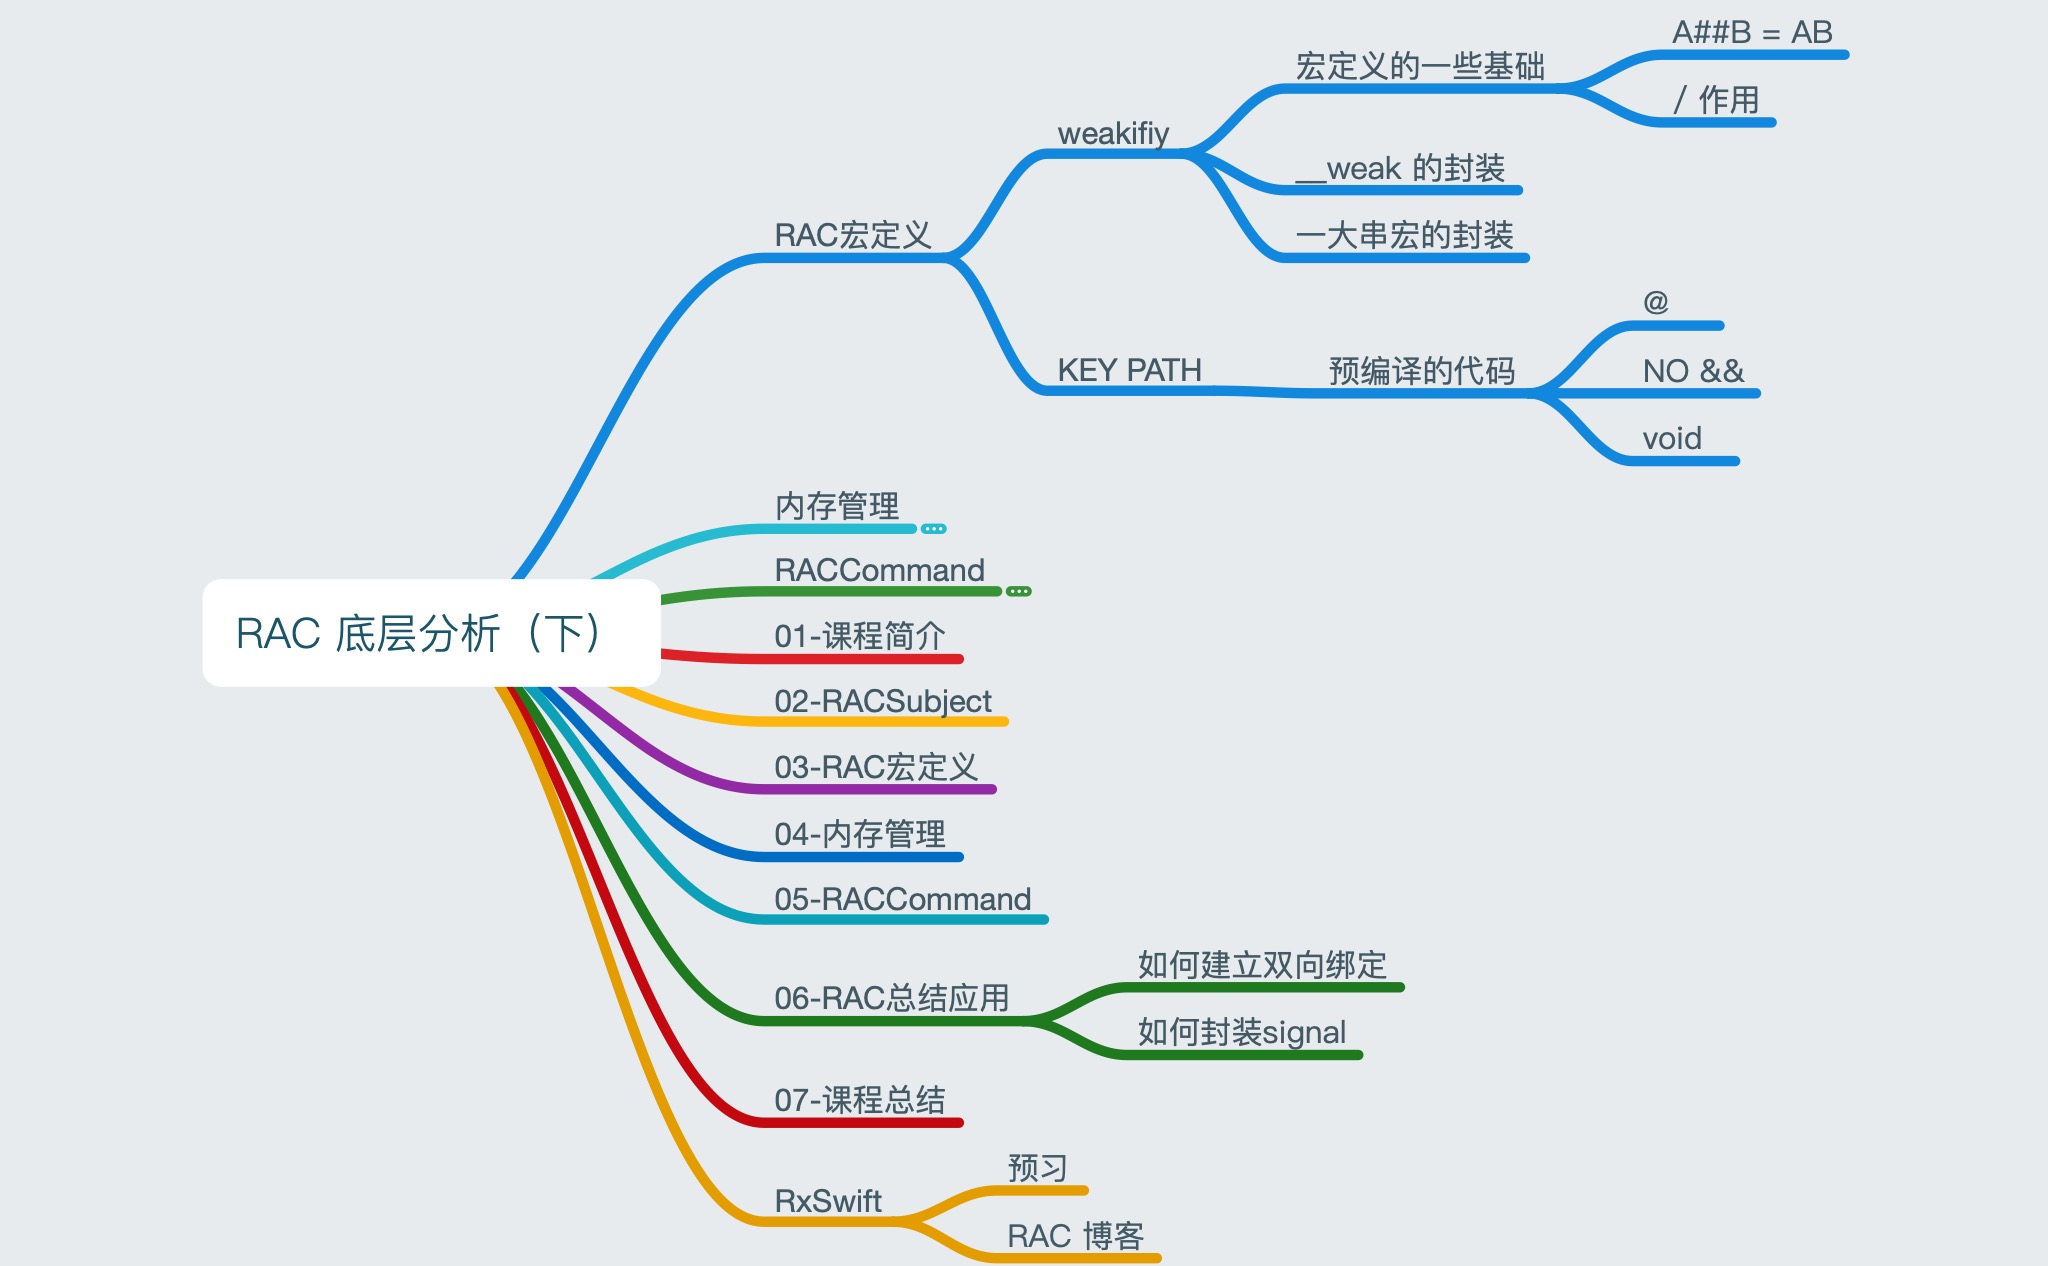 RAC 底层分析（下）
RAC宏定义
weakifiy
宏定义的一些基础
A##B = AB
/ 作用
__weak 的封装
一大串宏的封装
KEY PATH
预编译的代码
@
NO &&
void
内存管理
RACCommand
01-课程简介
02-RACSubject
03-RAC宏定义
04-内存管理
05-RACCommand
06-RAC总结应用
如何建立双向绑定
如何封装signal
07-课程总结
RxSwift
预习
RAC 博客